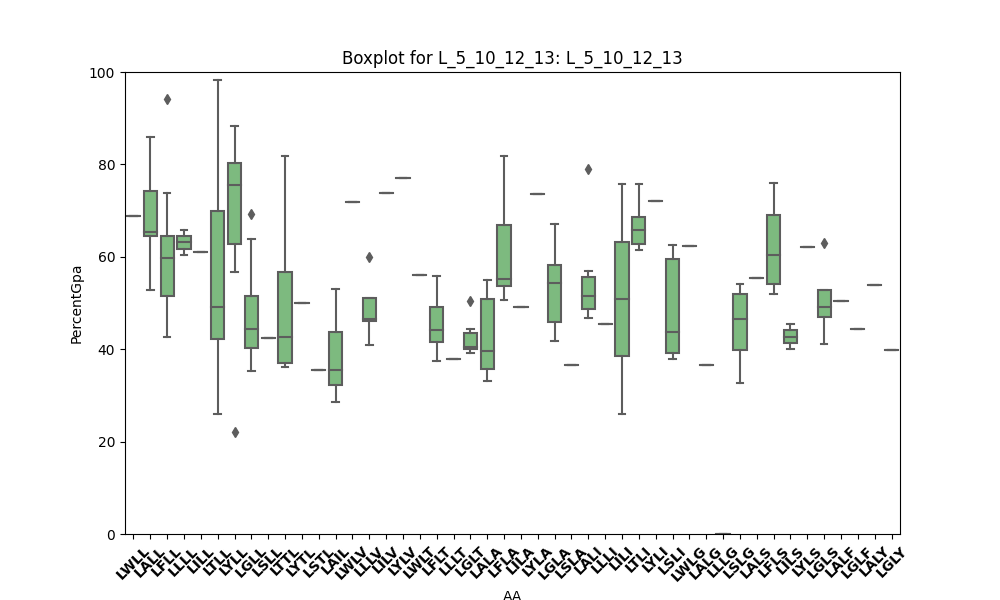 Boxplot for L_5_10_12_13: L_5_10_12_13
100
80
60
40
20
0
PercentGpa
LWLL LALL LFLL LLLL LILL LTLL LYLL LGLL LSLL LTTL LYTL LSTL LAIL LWLV LLLV LILV LYLV LWLT LFLT LLLT LGLT LALA LFLA LILA LYLA LGLA LSLA LALI LLLI LILI LTLI LYLI LSLI LWLG LALG LLLG LSLG LALS LFLS LILS LYLS LGLS LALF LGLF LALY LGLY
AA